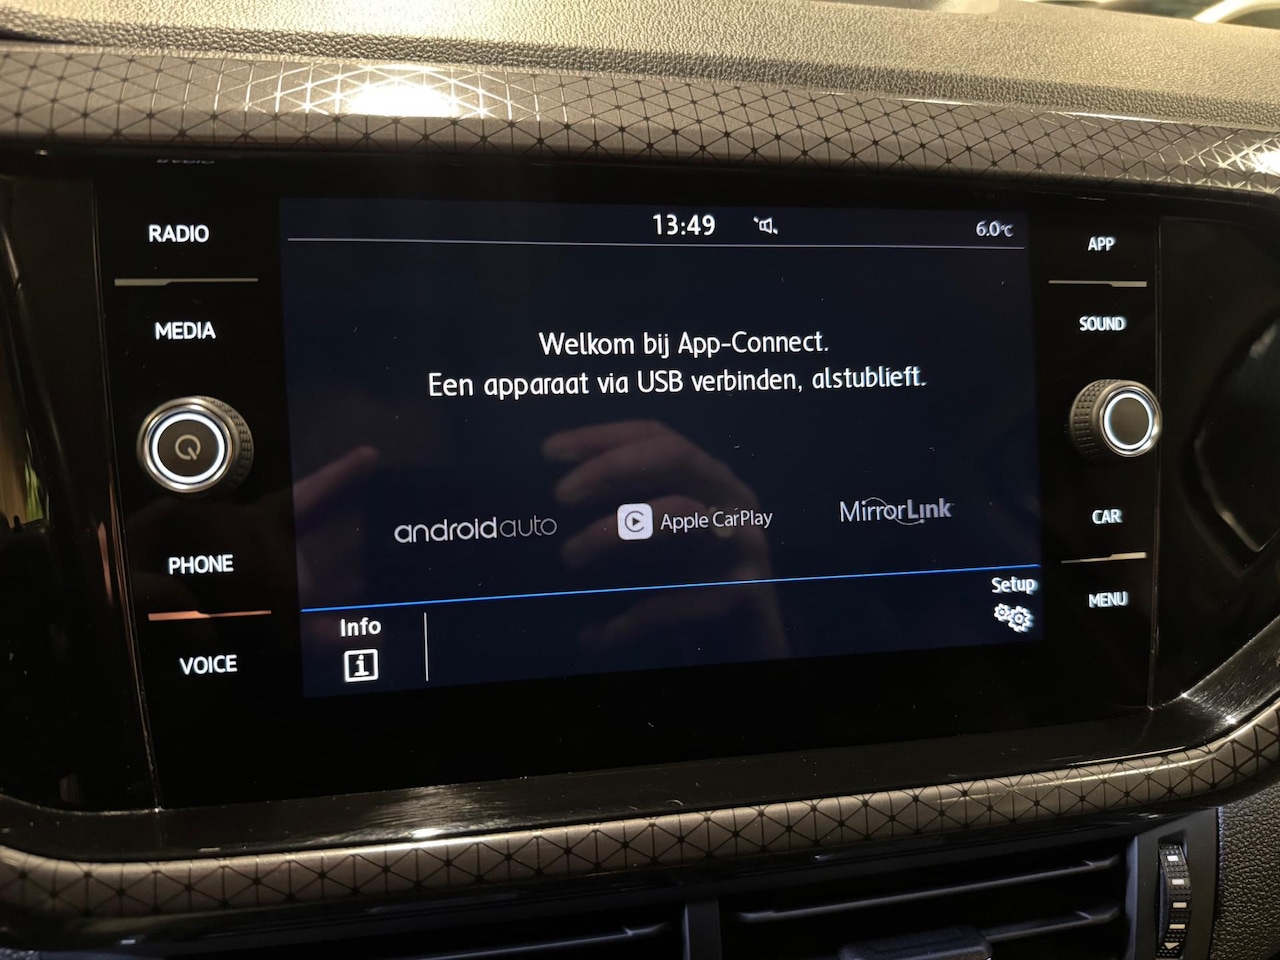 RADIO
MEDIA
PHONE
VOICE
13:49
6.0°C
Welkom bij App-Connect.
Een apparaat via USB verbinden, alstublieft.
androidauto
Apple CarPlay
MirrorLink
Info
Setup
APP
SOUND
CAR
MENU